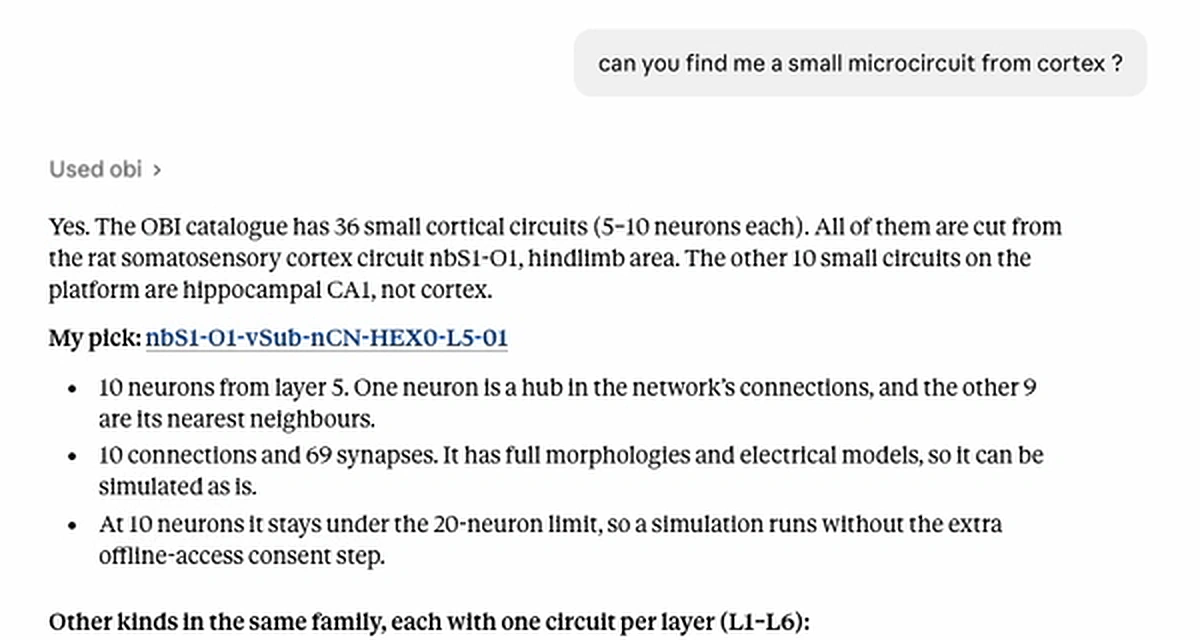 can you find me a small microcircuit from cortex ?
Used obi >
Yes. The OBI catalogue has 36 small cortical circuits (5–10 neurons each). All of them are cut from
the rat somatosensory cortex circuit nbS1-O1, hindlimb area. The other 10 small circuits on the
platform are hippocampal CA1, not cortex.
My pick: nbS1-O1-vSub-nCN-HEX0-L5-01
• 10 neurons from layer 5. One neuron is a hub in the network's connections, and the other 9
are its nearest neighbours.
• 10 connections and 69 synapses. It has full morphologies and electrical models, so it can be
simulated as is.
• At 10 neurons it stays under the 20-neuron limit, so a simulation runs without the extra
offline-access consent step.
Other kinds in the same family, each with one circuit per layer (L1–L6):